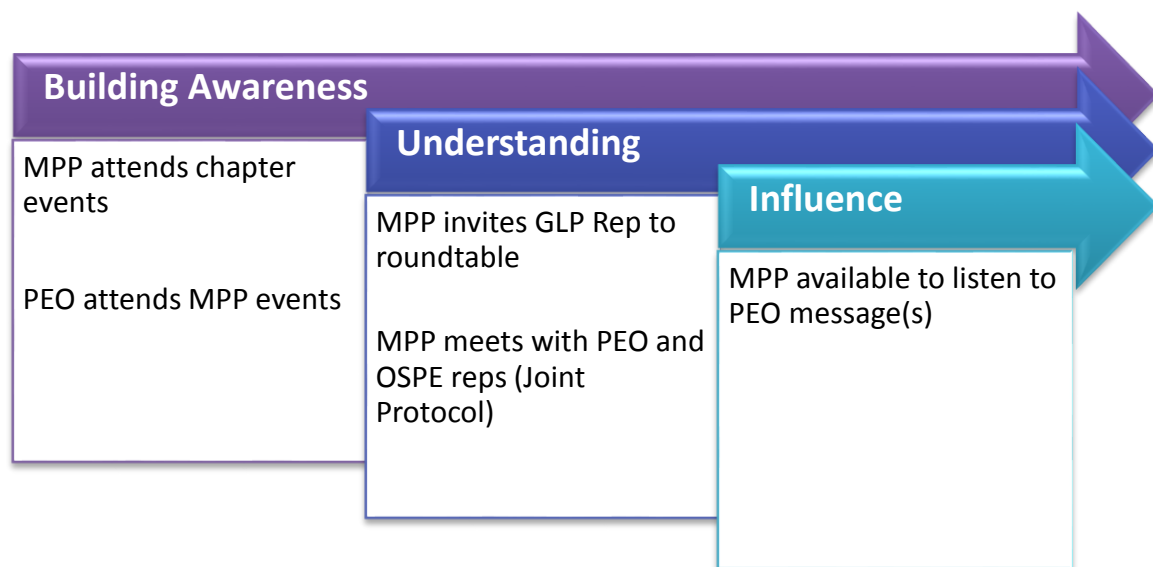 Building Awareness
MPP attends chapter
events
PEO attends MPP events
Understanding
MPP invites GLP Rep to
roundtable
MPP meets with PEO and
OSPE reps (Joint
Protocol)
Influence
MPP available to listen to
PEO message(s)